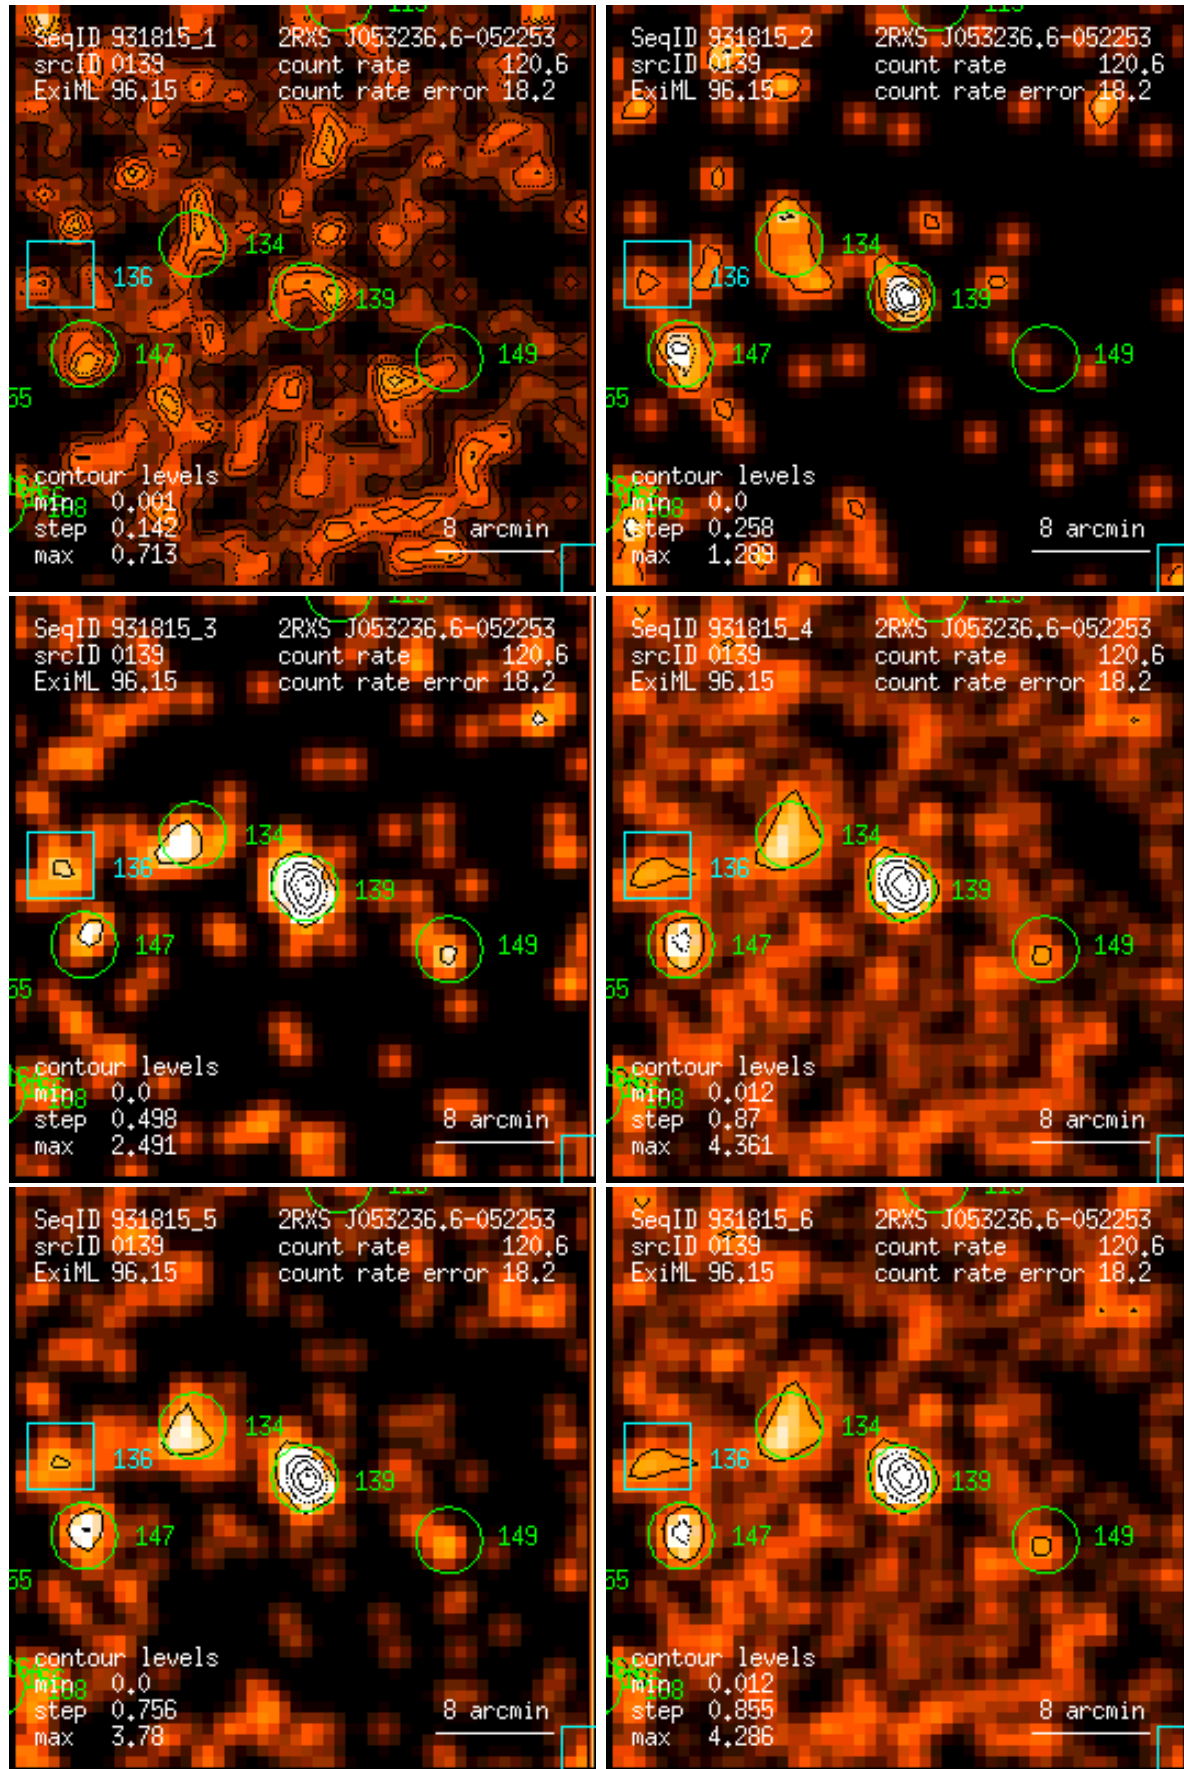 113
SeqID 931815_1 2RXS J053236.6-052253
srcID 0139 count rate 120.6
ExiML 96.15 count rate error 18.2
134
136
139
147
149
55
contour levels
min 0.001
108
step 0.142
max 0.713
8 arcmin
113
SeqID 931815_2 2RXS J053236.6-052253
srcID 0139 count rate 120.6
ExiML 96.15 count rate error 18.2
134
136
139
147
149
55
contour levels
min 0.0
108
step 0.258
max 1.289
8 arcmin
113
SeqID 931815_3 2RXS J053236.6-052253
srcID 0139 count rate 120.6
ExiML 96.15 count rate error 18.2
134
136
139
147
149
55
contour levels
min 0.0
108
step 0.498
max 2.491
8 arcmin
113
SeqID 931815_4 2RXS J053236.6-052253
srcID 0139 count rate 120.6
ExiML 96.15 count rate error 18.2
134
136
139
147
149
55
contour levels
min 0.012
108
step 0.87
max 4.361
8 arcmin
113
SeqID 931815_5 2RXS J053236.6-052253
srcID 0139 count rate 120.6
ExiML 96.15 count rate error 18.2
134
136
139
147
149
55
contour levels
min 0.0
108
step 0.756
max 3.78
8 arcmin
113
SeqID 931815_6 2RXS J053236.6-052253
srcID 0139 count rate 120.6
ExiML 96.15 count rate error 18.2
134
136
139
147
149
55
contour levels
min 0.012
108
step 0.855
max 4.286
8 arcmin